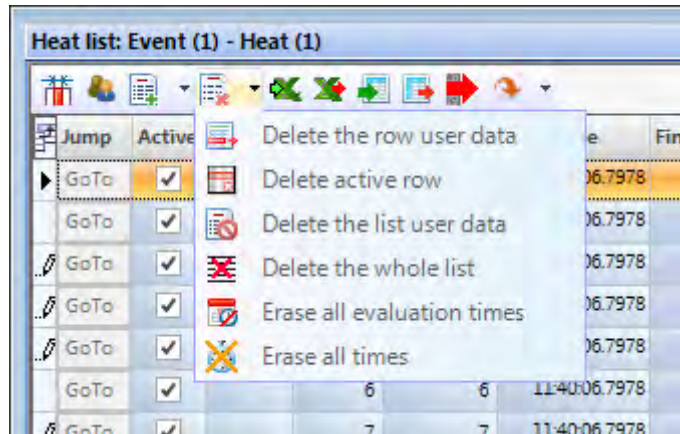 Heat list: Event (1) - Heat (1)
Jump Active e Fin
Delete the row user data
GoTo 06.7978
Delete active row
GoTo 06.7978
Delete the list user data
GoTo 06.7978
Delete the whole list
GoTo 06.7978
Erase all evaluation times
GoTo 06.7978
Erase all times
GoTo 6 6 11:40:06.7978
GoTo 7 7 11:40:06.7978